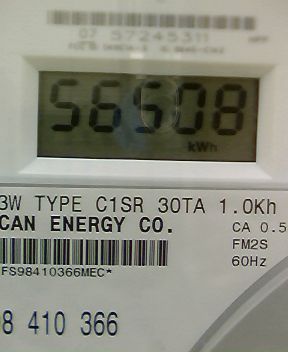 07 57245311
56508
kWh
3W TYPE C1SR 30TA 1.0Kh
CAN ENERGY CO.
CA 0.5
FM2S
60Hz
FS98410366MEC*
8 410 366